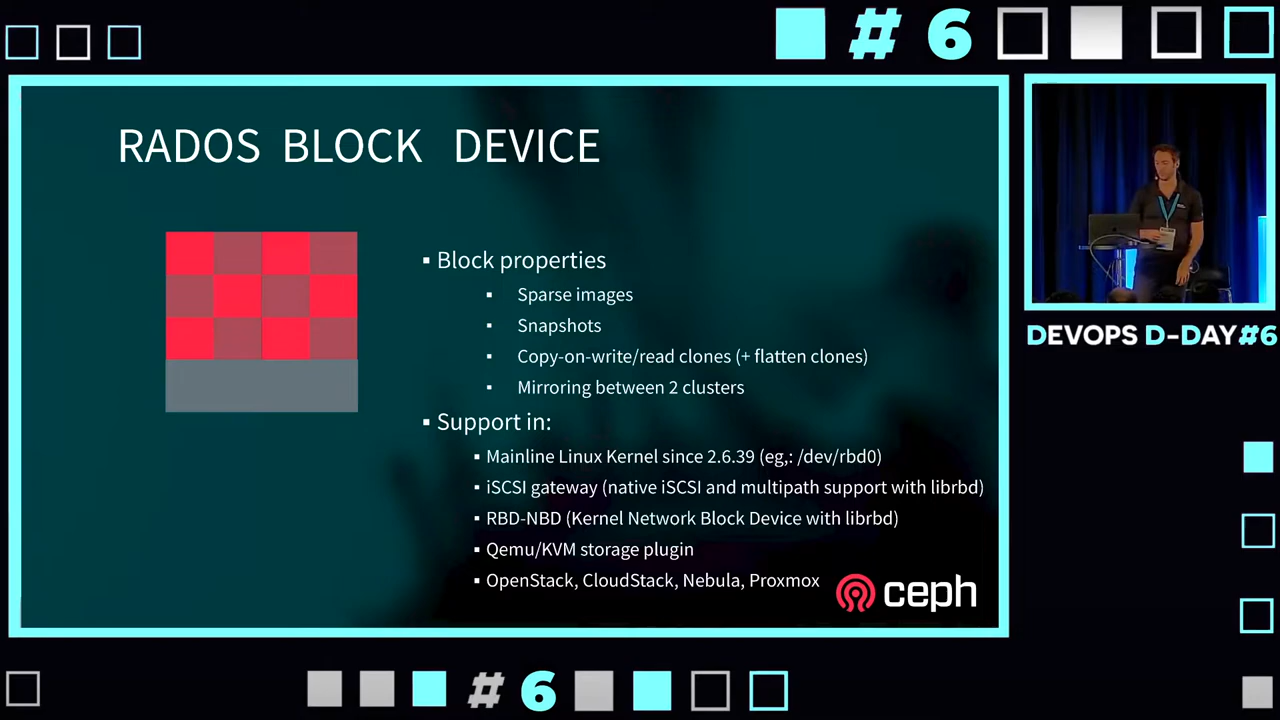 # 6
RADOS BLOCK DEVICE
▪ Block properties
▪ Sparse images
▪ Snapshots
▪ Copy-on-write/read clones (+ flatten clones)
▪ Mirroring between 2 clusters
▪ Support in:
▪ Mainline Linux Kernel since 2.6.39 (eg,: /dev/rbd0)
▪ iSCSI gateway (native iSCSI and multipath support with librbd)
▪ RBD-NBD (Kernel Network Block Device with librbd)
▪ Qemu/KVM storage plugin
▪ OpenStack, CloudStack, Nebula, Proxmox
ceph
DEVOPS D-DAY#6
# 6